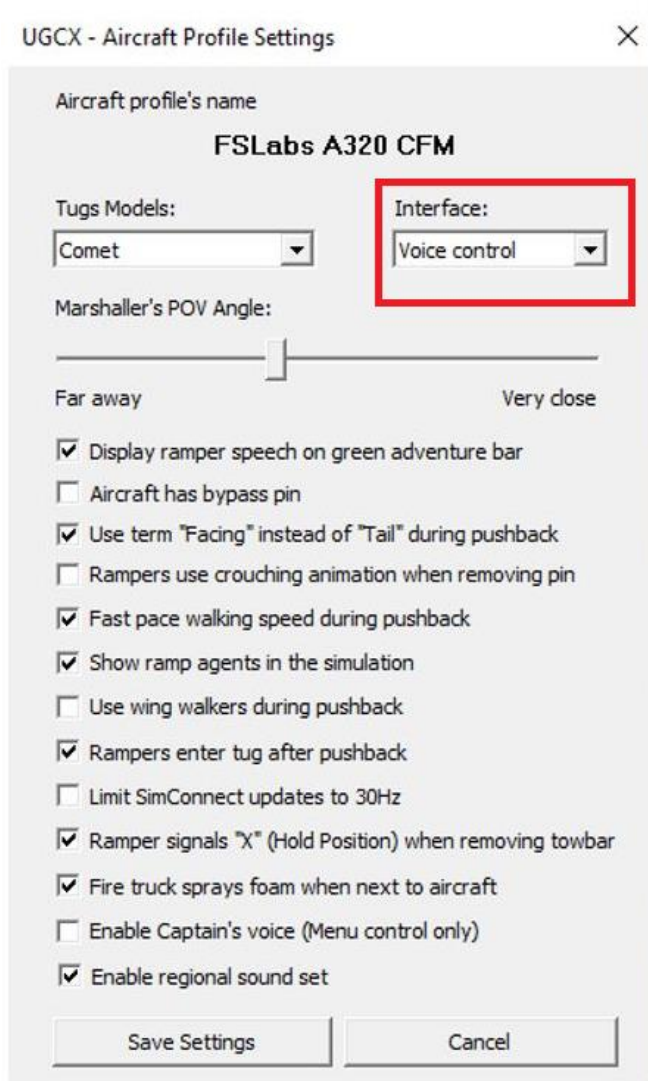 UGCX - Aircraft Profile Settings
Aircraft profile's name
FSLabs A320 CFM
Tugs Models:
Interface:
Comet
Voice control
Marshaller's POV Angle:
Far away
Very close
Display ramper speech on green adventure bar
Aircraft has bypass pin
Use term "Facing" instead of "Tail" during pushback
Rampers use crouching animation when removing pin
Fast pace walking speed during pushback
Show ramp agents in the simulation
Use wing walkers during pushback
Rampers enter tug after pushback
Limit SimConnect updates to 30Hz
Ramper signals "X" (Hold Position) when removing towbar
Fire truck sprays foam when next to aircraft
Enable Captain's voice (Menu control only)
Enable regional sound set
Save Settings
Cancel